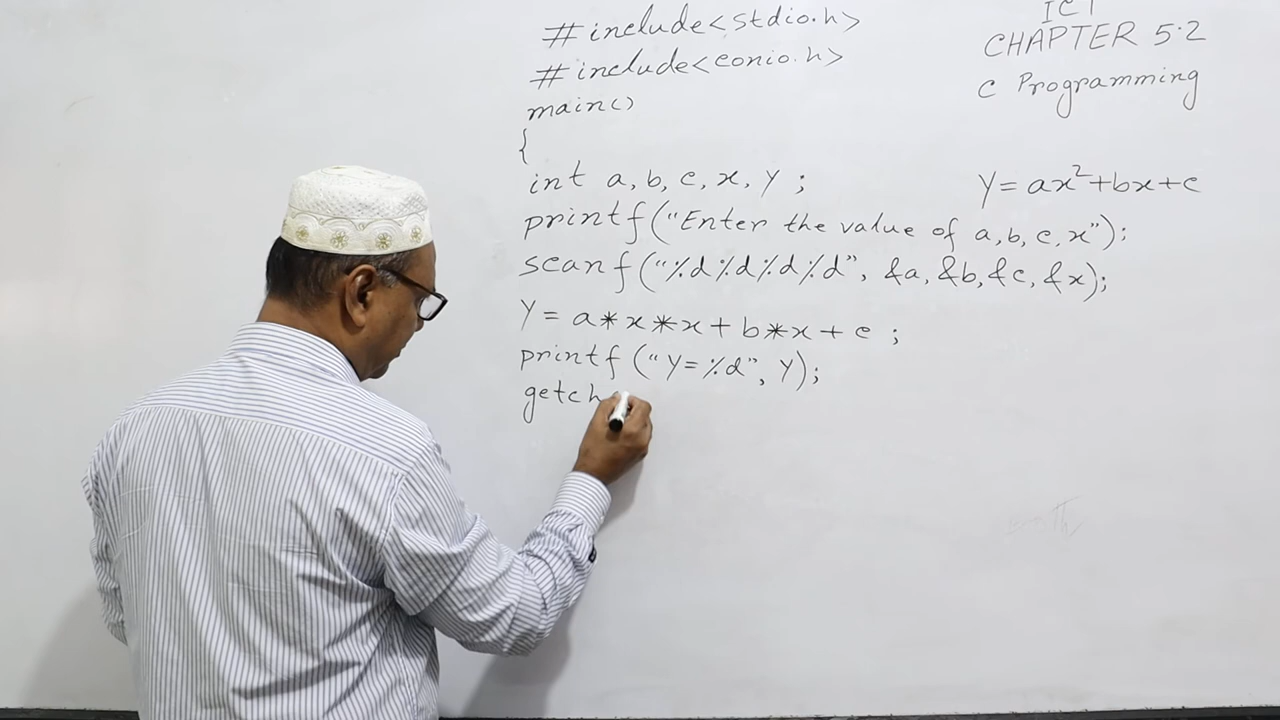 #include<stdio.h>
#include<conio.h>
main()
{
int a, b, c, x, y ;
printf("Enter the value of a, b, c, x");
scanf("%d%d%d%d", &a, &b, &c, &x);
Y= a*x*x+b*x+c ;
printf("Y=%d", Y);
getch
ICT
CHAPTER 5.2
C Programming
Y=ax²+bx+c